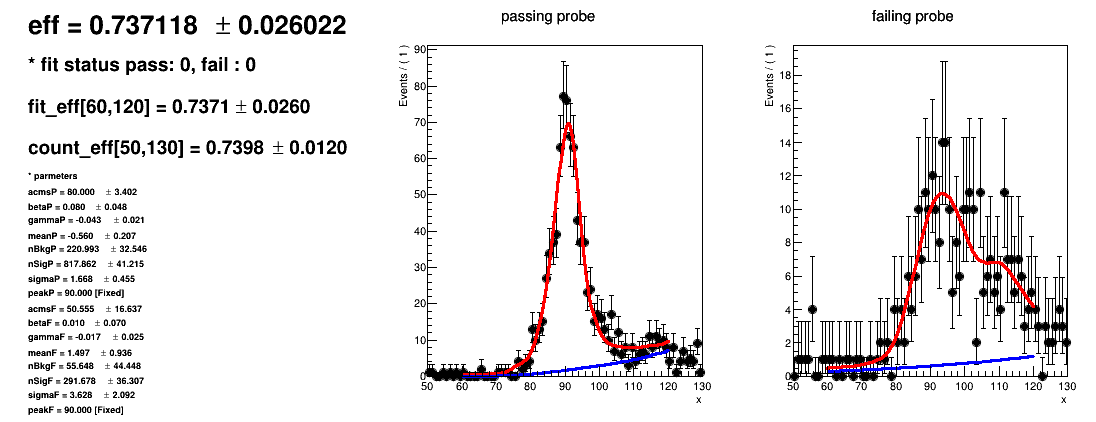 eff = 0.737118 ± 0.026022
* fit status pass: 0, fail : 0
fit_eff[60,120] = 0.7371 ± 0.0260
count_eff[50,130] = 0.7398 ± 0.0120
* parmeters
acmsP = 80.000 ± 3.402
betaP = 0.080 ± 0.048
gammaP = -0.043 ± 0.021
meanP = -0.560 ± 0.207
nBkgP = 220.993 ± 32.546
nSigP = 817.862 ± 41.215
sigmaP = 1.668 ± 0.455
peakP = 90.000 [Fixed]
acmsF = 50.555 ± 16.637
betaF = 0.010 ± 0.070
gammaF = -0.017 ± 0.025
meanF = 1.497 ± 0.936
nBkgF = 55.648 ± 44.448
nSigF = 291.678 ± 36.307
sigmaF = 3.628 ± 2.092
peakF = 90.000 [Fixed]
passing probe
Events / ( 1 )
90
80
70
60
50
40
30
20
10
0
50 60 70 80 90 100 110 120 130
x
failing probe
Events / ( 1 )
18
16
14
12
10
8
6
4
2
0
50 60 70 80 90 100 110 120 130
x